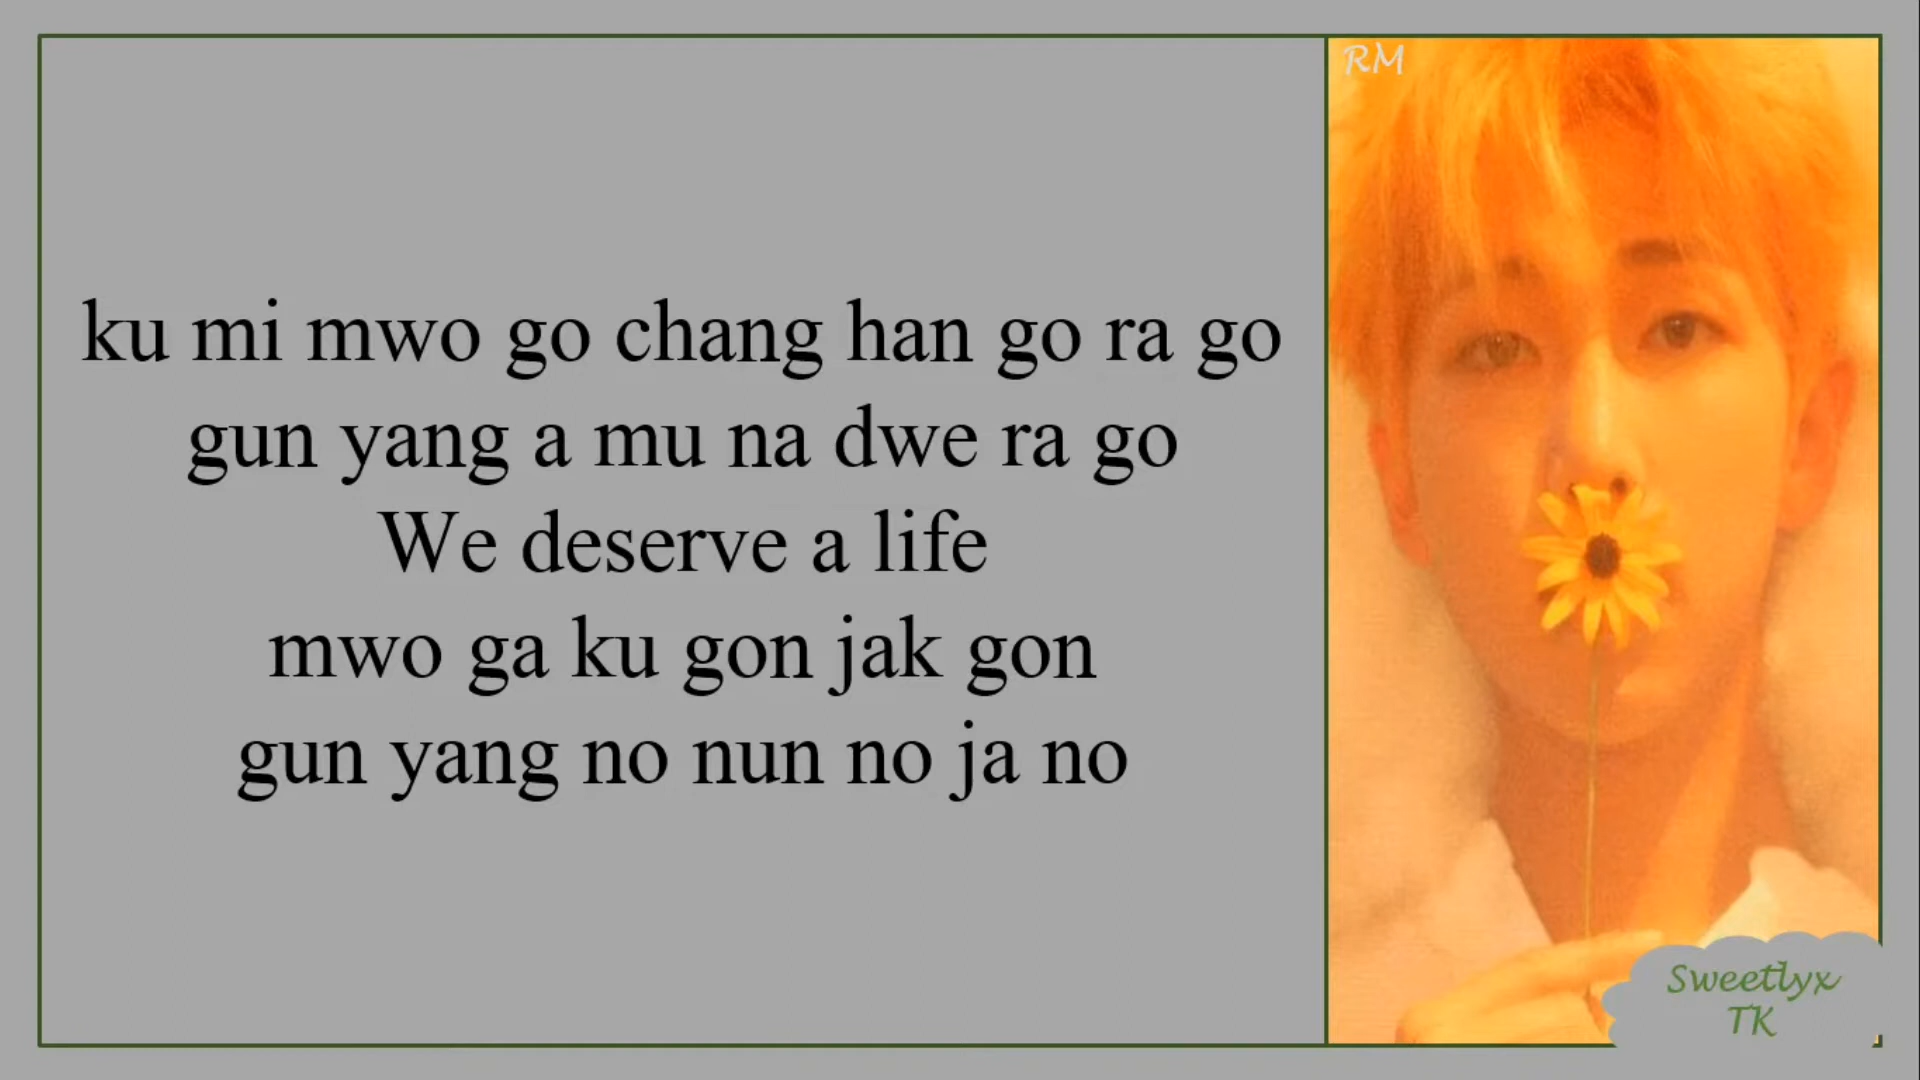 RM
ku mi mwo go chang han go ra go
gun yang a mu na dwe ra go
We deserve a life
mwo ga ku gon jak gon
gun yang no nun no ja no
Sweetlyx
TK